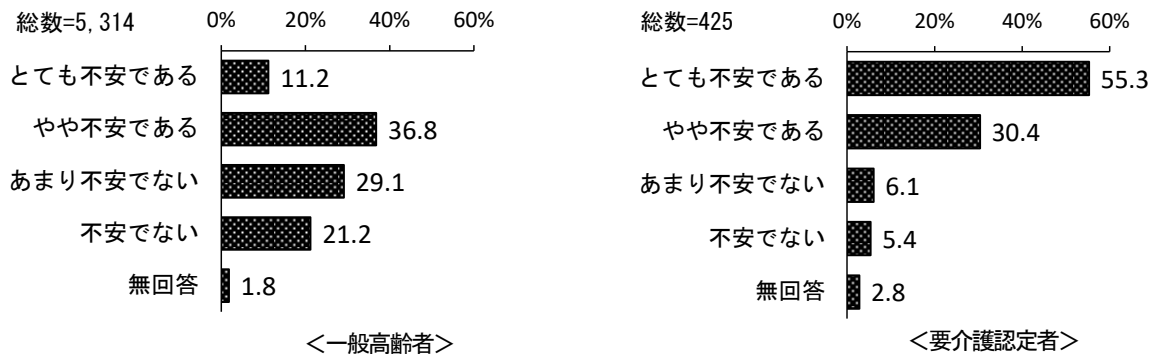 総数=5,314
0% 20% 40% 60%
とても不安である 11.2
やや不安である 36.8
あまり不安でない 29.1
不安でない 21.2
無回答 1.8
＜一般高齢者＞
総数=425
0% 20% 40% 60%
とても不安である 55.3
やや不安である 30.4
あまり不安でない 6.1
不安でない 5.4
無回答 2.8
＜要介護認定者＞